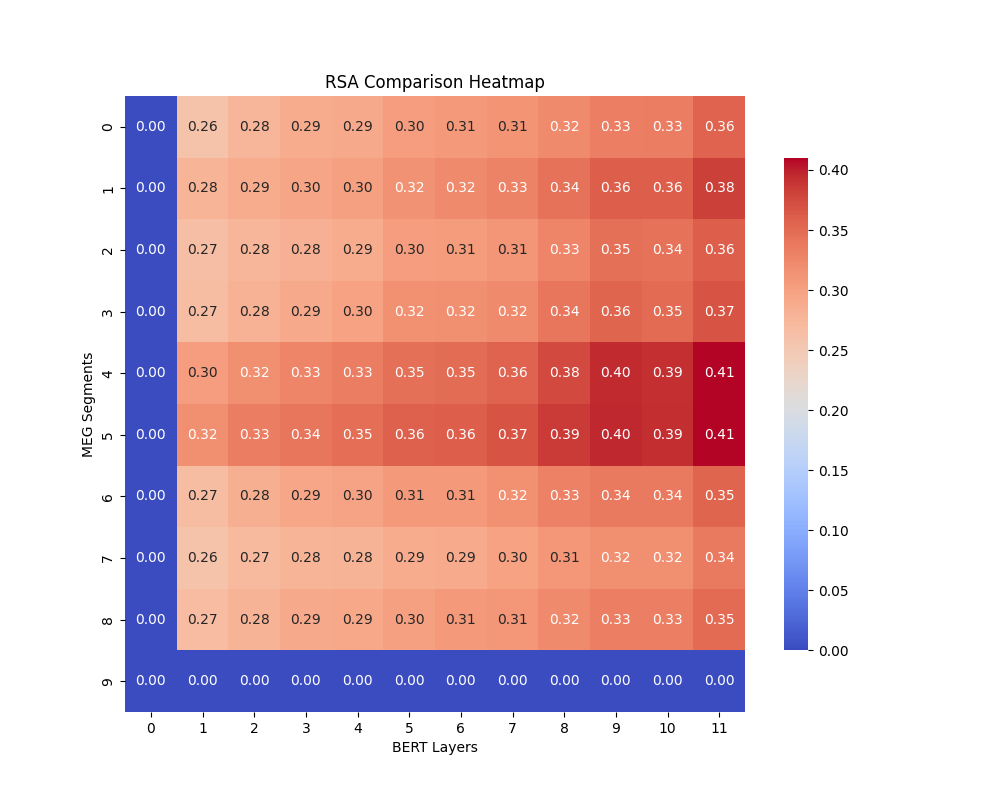 RSA Comparison Heatmap
0 0.00 0.26 0.28 0.29 0.29 0.30 0.31 0.31 0.32 0.33 0.33 0.36
1 0.00 0.28 0.29 0.30 0.30 0.32 0.32 0.33 0.34 0.36 0.36 0.38
2 0.00 0.27 0.28 0.28 0.29 0.30 0.31 0.31 0.33 0.35 0.34 0.36
3 0.00 0.27 0.28 0.29 0.30 0.32 0.32 0.32 0.34 0.36 0.35 0.37
4 0.00 0.30 0.32 0.33 0.33 0.35 0.35 0.36 0.38 0.40 0.39 0.41
5 0.00 0.32 0.33 0.34 0.35 0.36 0.36 0.37 0.39 0.40 0.39 0.41
6 0.00 0.27 0.28 0.29 0.30 0.31 0.31 0.32 0.33 0.34 0.34 0.35
7 0.00 0.26 0.27 0.28 0.28 0.29 0.29 0.30 0.31 0.32 0.32 0.34
8 0.00 0.27 0.28 0.29 0.29 0.30 0.31 0.31 0.32 0.33 0.33 0.35
9 0.00 0.00 0.00 0.00 0.00 0.00 0.00 0.00 0.00 0.00 0.00 0.00
0 1 2 3 4 5 6 7 8 9 10 11
BERT Layers
MEG Segments
0.40
0.35
0.30
0.25
0.20
0.15
0.10
0.05
0.00